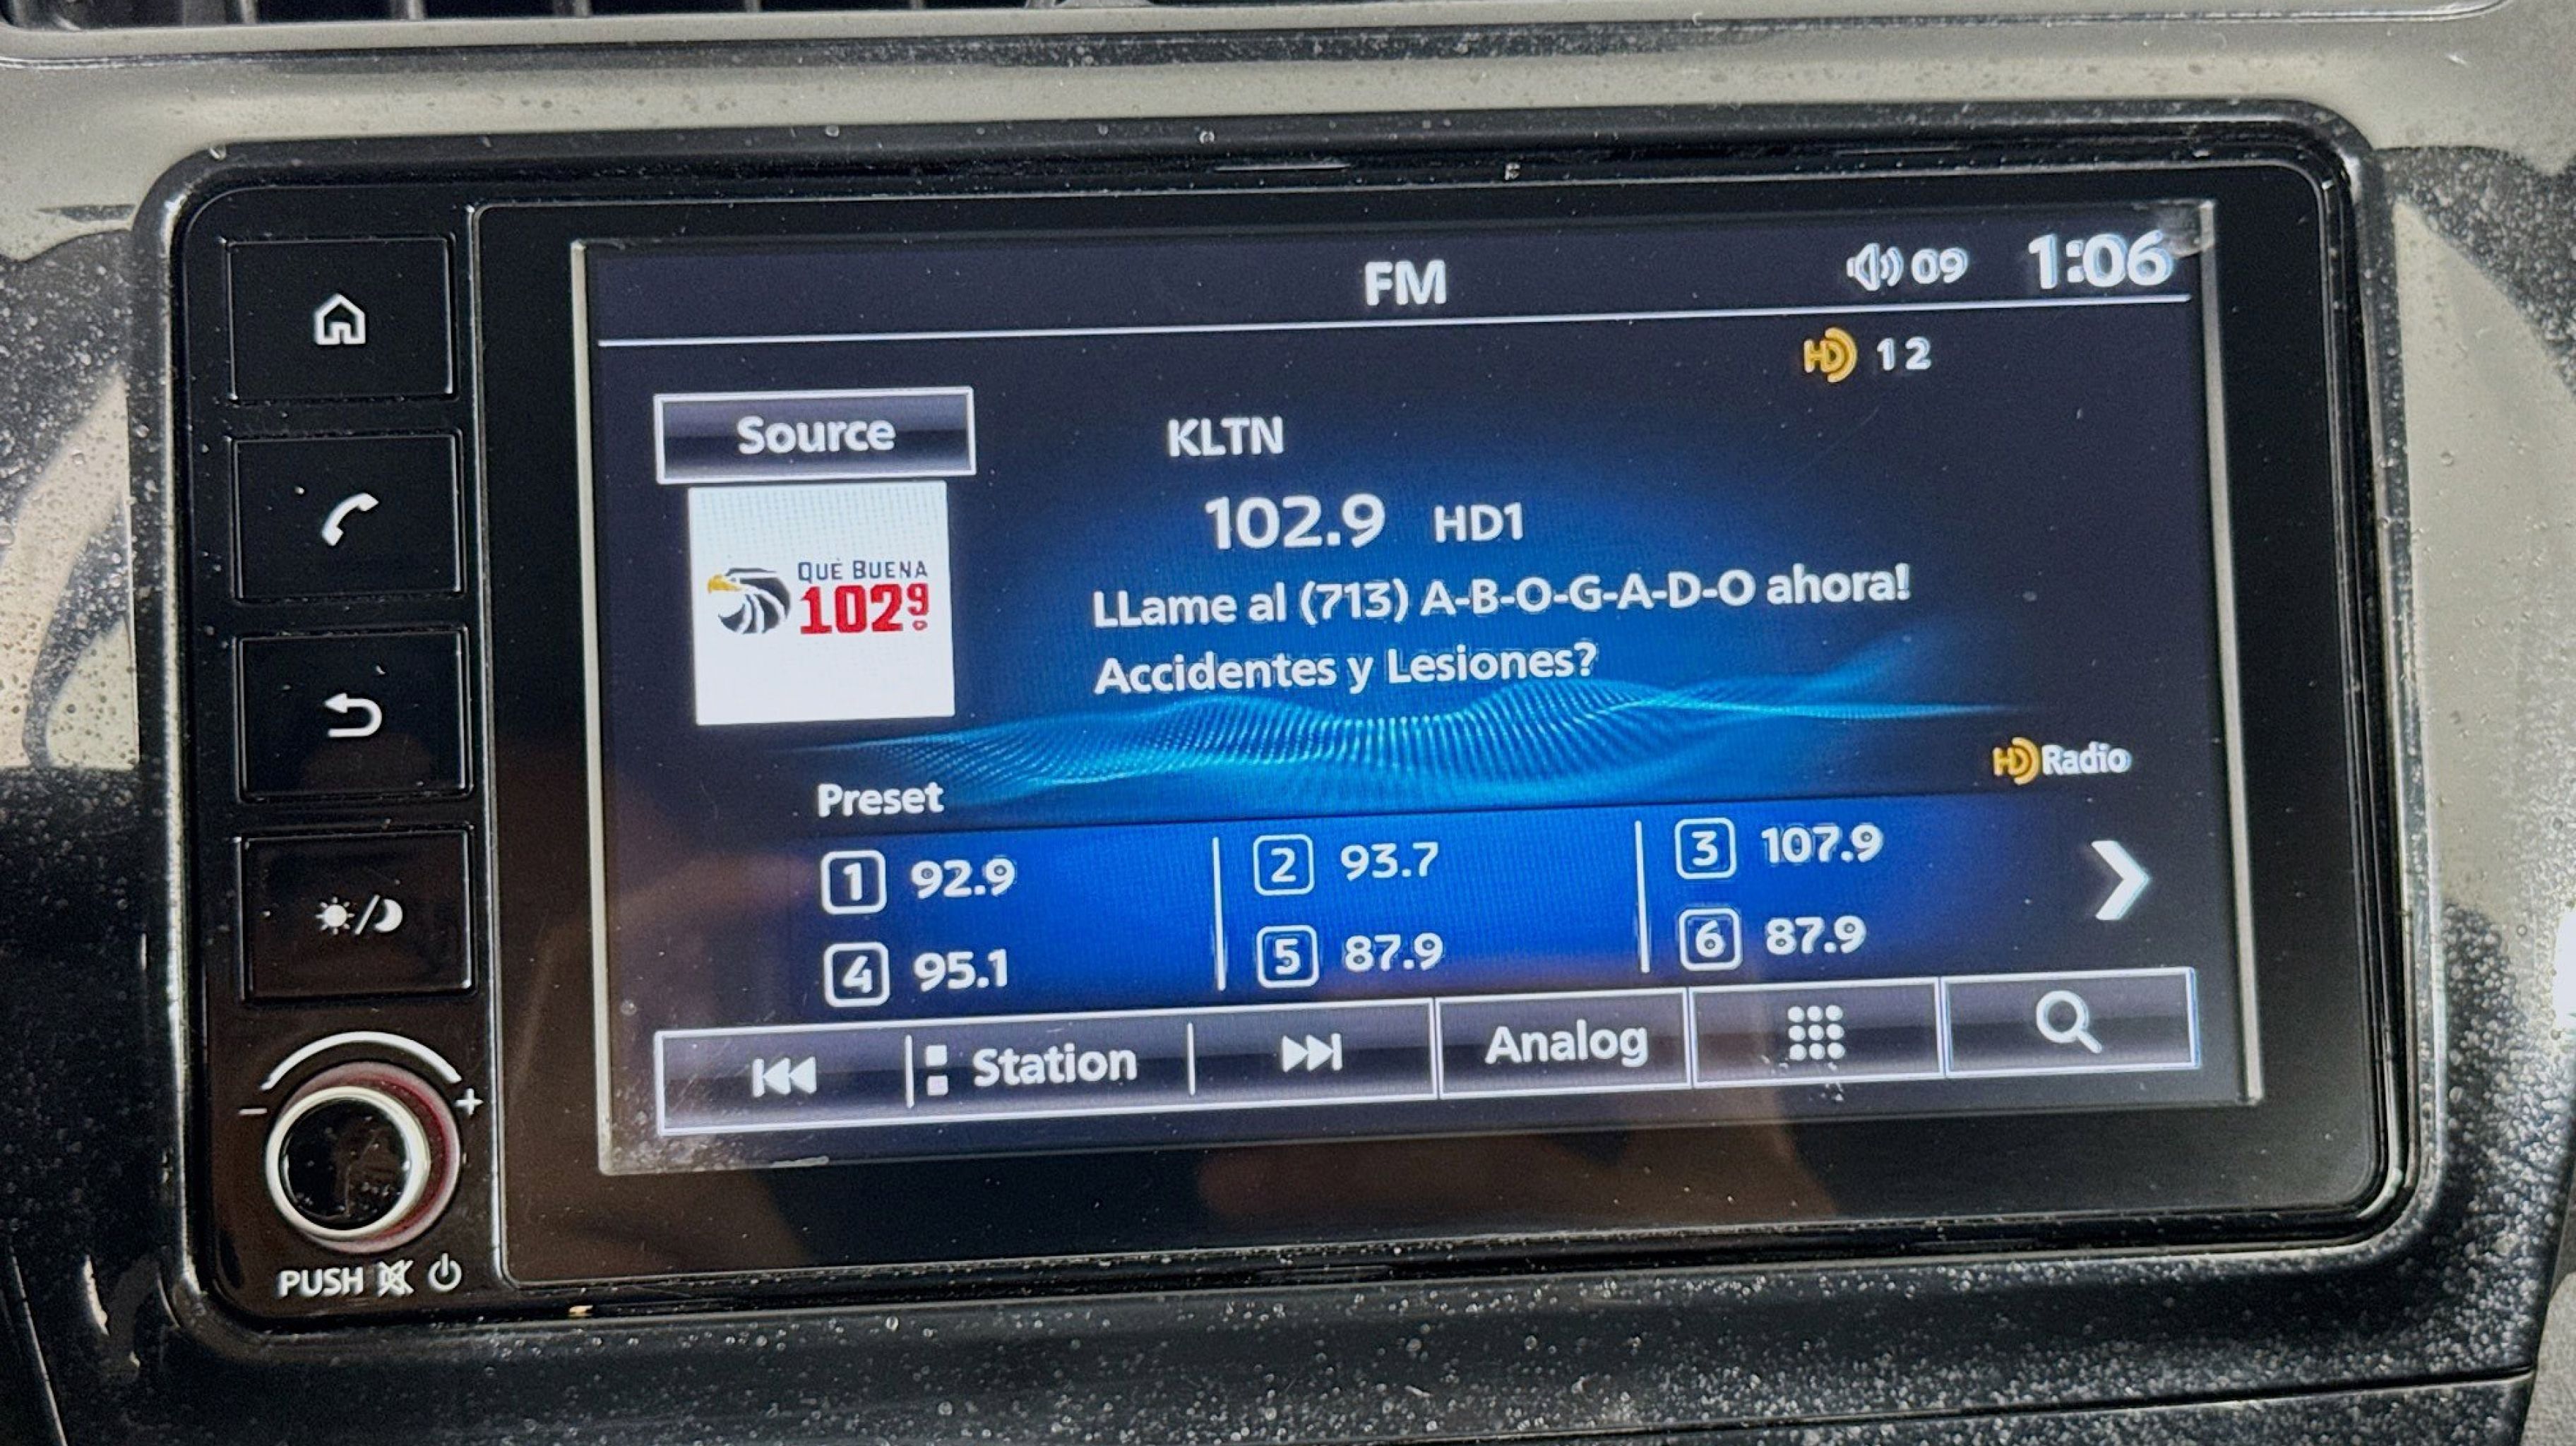 FM
09 1:06
HD 1 2
Source
KLTN
102.9 HD1
QUÉ BUENA
102.9
LLame al (713) A-B-O-G-A-D-O ahora!
Accidentes y Lesiones?
HD Radio
Preset
1 92.9 2 93.7 3 107.9
4 95.1 5 87.9 6 87.9
Station Analog
- +
PUSH